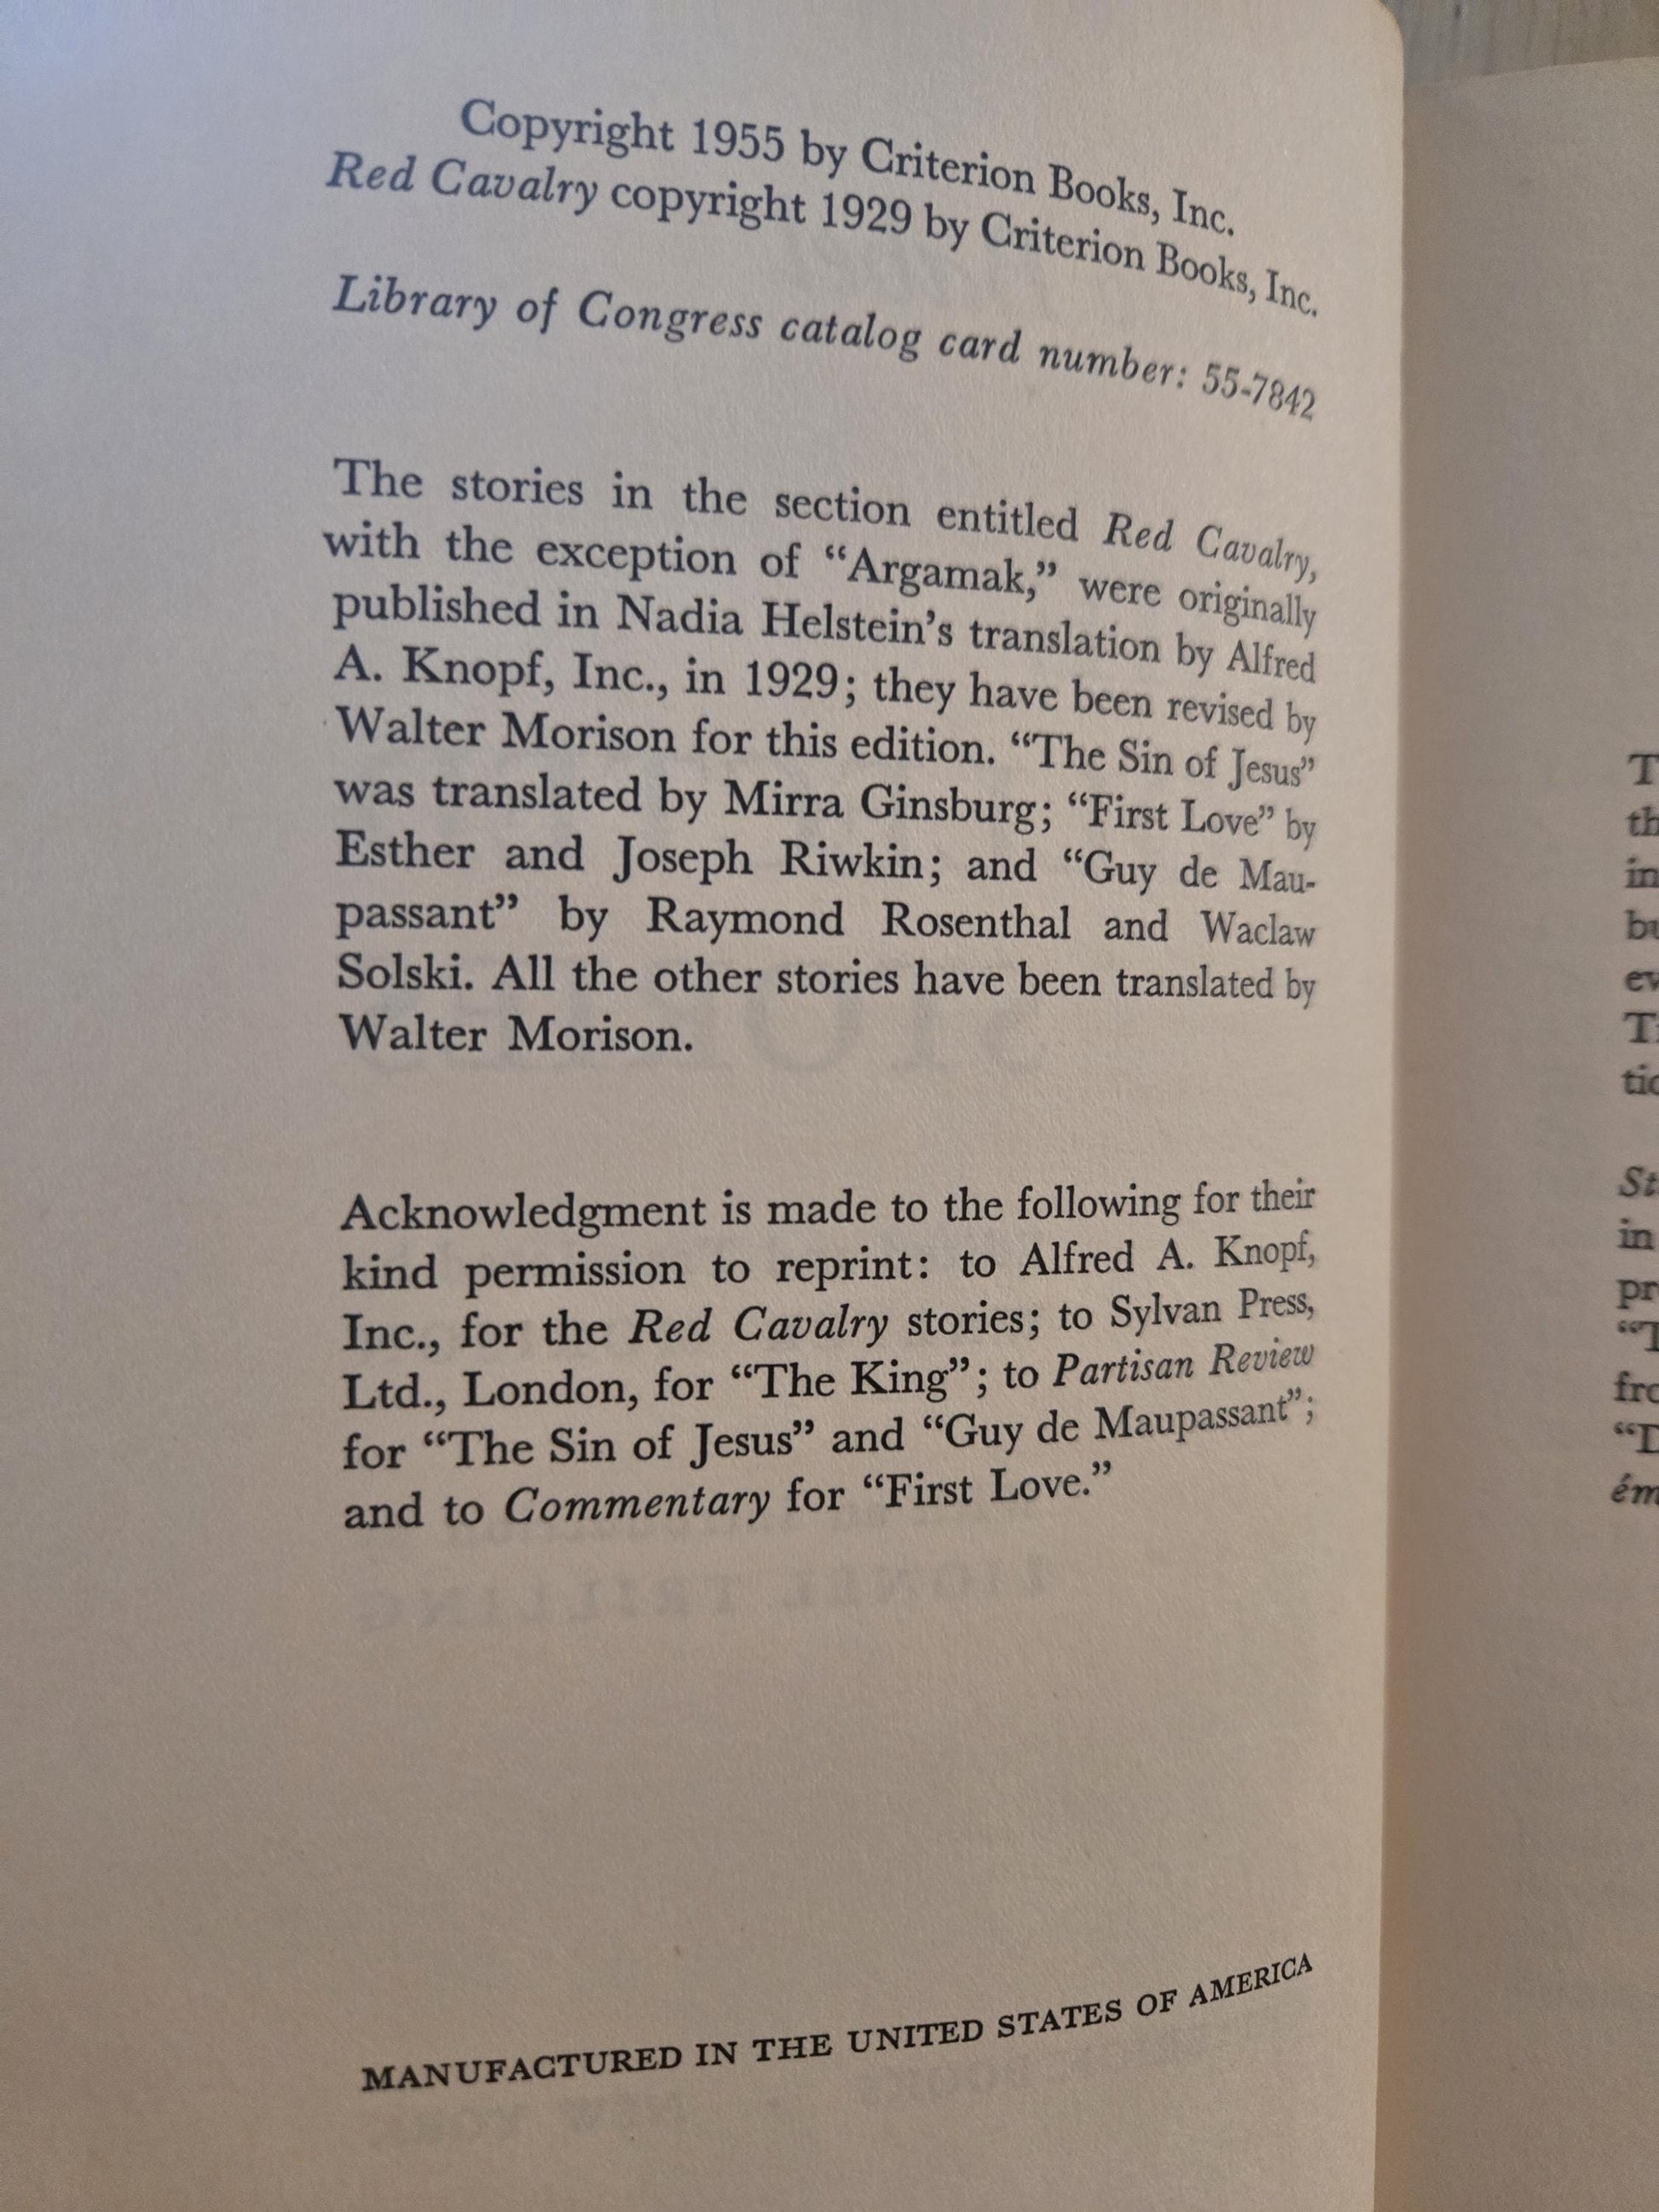 Copyright 1955 by Criterion Books, Inc.
Red Cavalry copyright 1929 by Criterion Books, Inc.
Library of Congress catalog card number: 55-7842
The stories in the section entitled Red Cavalry,
with the exception of “Argamak,” were originally
published in Nadia Helstein’s translation by Alfred
A. Knopf, Inc., in 1929; they have been revised by
Walter Morison for this edition. “The Sin of Jesus”
was translated by Mirra Ginsburg; “First Love” by
Esther and Joseph Riwkin; and “Guy de Mau-
passant” by Raymond Rosenthal and Waclaw
Solski. All the other stories have been translated by
Walter Morison.
Acknowledgment is made to the following for their
kind permission to reprint: to Alfred A. Knopf,
Inc., for the Red Cavalry stories; to Sylvan Press,
Ltd., London, for “The King”; to Partisan Review
for “The Sin of Jesus” and “Guy de Maupassant”;
and to Commentary for “First Love.”
MANUFACTURED IN THE UNITED STATES OF AMERICA